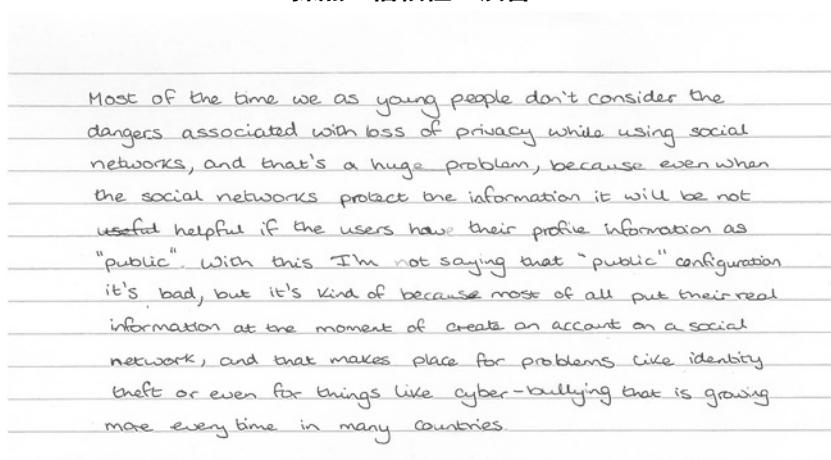 Most of the time we as young people don't consider the
dangers associated with loss of privacy while using social
networks, and that's a huge problem, because even when
the social networks protect the information it will be not
useful helpful if the users have their profile information as
"public". With this I'm not saying that "public" configuration
it's bad, but it's kind of because most of all put their real
information at the moment of create an account on a social
network, and that makes place for problems like identity
theft or even for things like cyber-bullying that is growing
more every time in many countries.